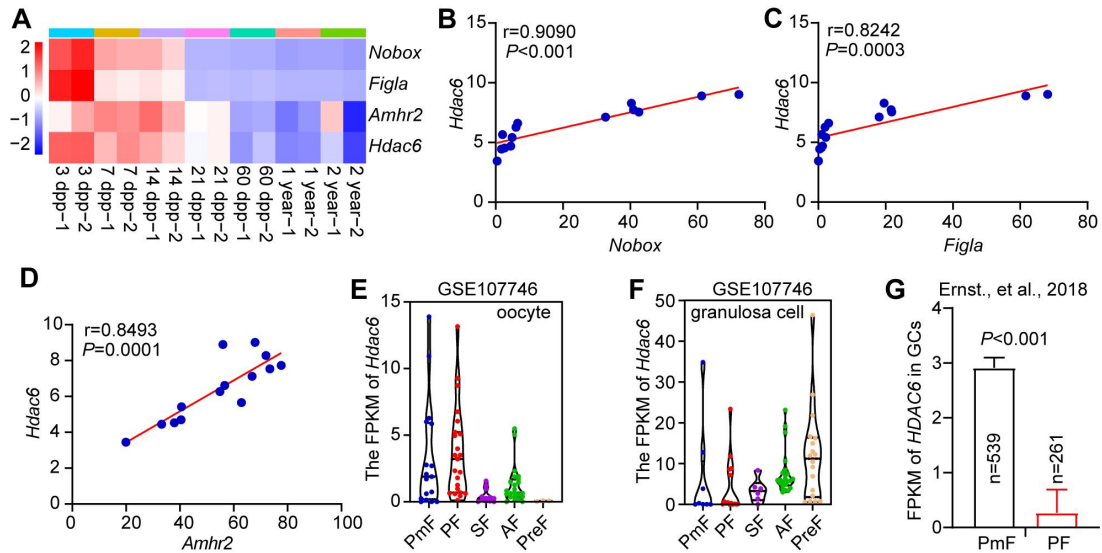 A
2
1
0
−1
−2
Nobox
Figla
Amhr2
Hdac6
3 dpp−1
3 dpp−2
7 dpp−1
7 dpp−2
14 dpp−1
14 dpp−2
21 dpp−1
21 dpp−2
60 dpp−1
60 dpp−2
1 year−1
1 year−2
2 year−1
2 year−2
B
r=0.9090
P<0.001
Hdac6
15
10
5
0
0 20 40 60 80
Nobox
C
r=0.8242
P=0.0003
Hdac6
15
10
5
0
0 20 40 60 80
Figla
D
r=0.8493
P=0.0001
Hdac6
10
8
6
4
2
0
0 20 40 60 80 100
Amhr2
E
GSE107746
oocyte
The FPKM of Hdac6
15
10
5
0
PmF PF SF AF PreF
F
GSE107746
granulosa cell
The FPKM of Hdac6
50
40
30
20
10
0
PmF PF SF AF PreF
G
Ernst., et al., 2018
P<0.001
FPKM of HDAC6 in GCs
4
3
2
1
0
n=539
n=261
PmF PF